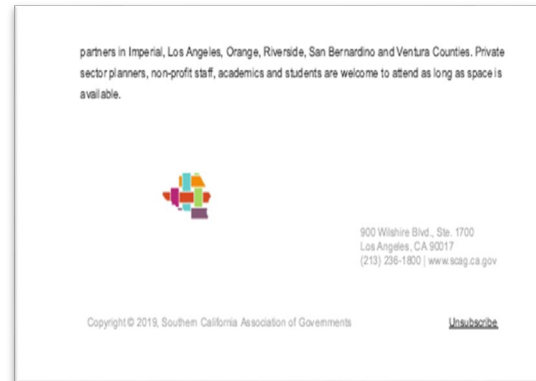 partners in Imperial, Los Angeles, Orange, Riverside, San Bernardino and Ventura Counties. Private
sector planners, non-profit staff, academics and students are welcome to attend as long as space is
available.
900 Wilshire Blvd., Ste. 1700
Los Angeles, CA 90017
(213) 236-1800 | www.scag.ca.gov
Copyright © 2019, Southern California Association of Governments
Unsubscribe